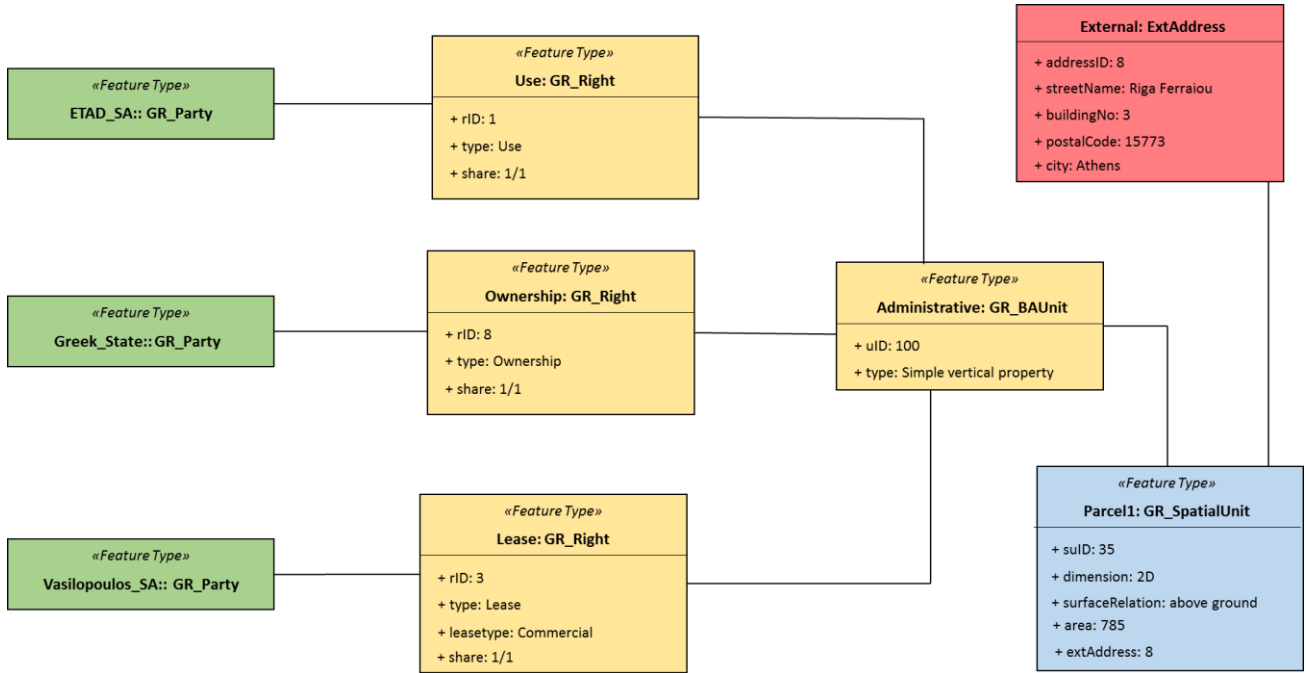 «Feature Type»
ETAD_SA:: GR_Party
«Feature Type»
Use: GR_Right
+ rID: 1
+ type: Use
+ share: 1/1
External: ExtAddress
+ addressID: 8
+ streetName: Riga Ferraiou
+ buildingNo: 3
+ postalCode: 15773
+ city: Athens
«Feature Type»
Greek_State:: GR_Party
«Feature Type»
Ownership: GR_Right
+ rID: 8
+ type: Ownership
+ share: 1/1
«Feature Type»
Administrative: GR_BAUnit
+ uID: 100
+ type: Simple vertical property
«Feature Type»
Vasilopoulos_SA:: GR_Party
«Feature Type»
Lease: GR_Right
+ rID: 3
+ type: Lease
+ leasetype: Commercial
+ share: 1/1
«Feature Type»
Parcel1: GR_SpatialUnit
+ suID: 35
+ dimension: 2D
+ surfaceRelation: above ground
+ area: 785
+ extAddress: 8